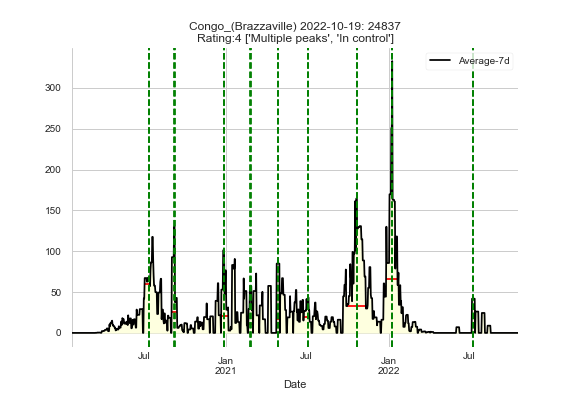 Congo_(Brazzaville) 2022-10-19: 24837
Rating:4 ['Multiple peaks', 'In control']
Average-7d
350
300
250
200
150
100
50
0
Jul
Jan
2021
Jul
Jan
2022
Jul
Date